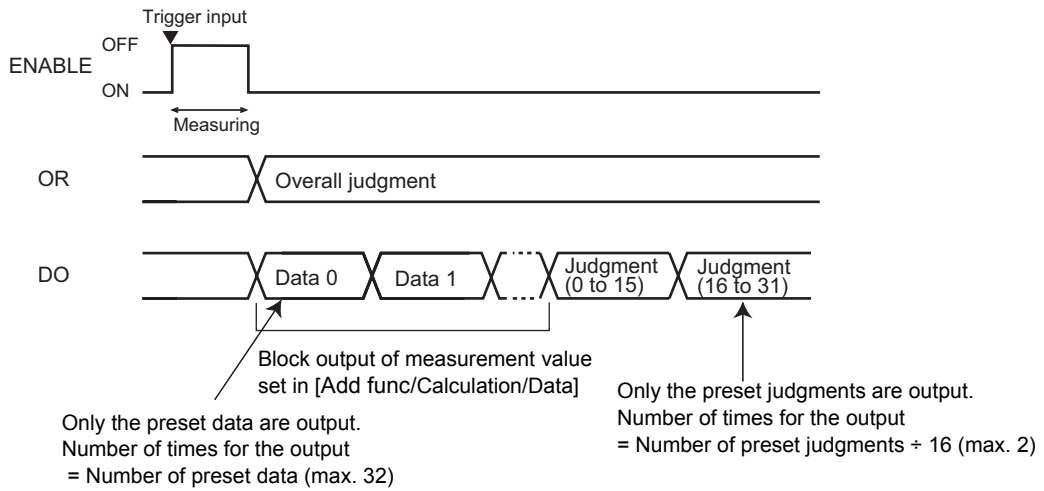 Trigger input
OFF
ENABLE
ON
Measuring
OR
Overall judgment
DO
Data 0
Data 1
Judgment
(0 to 15)
Judgment
(16 to 31)
Block output of measurement value
set in [Add func/Calculation/Data]
Only the preset data are output.
Number of times for the output
= Number of preset data (max. 32)
Only the preset judgments are output.
Number of times for the output
= Number of preset judgments ÷ 16 (max. 2)